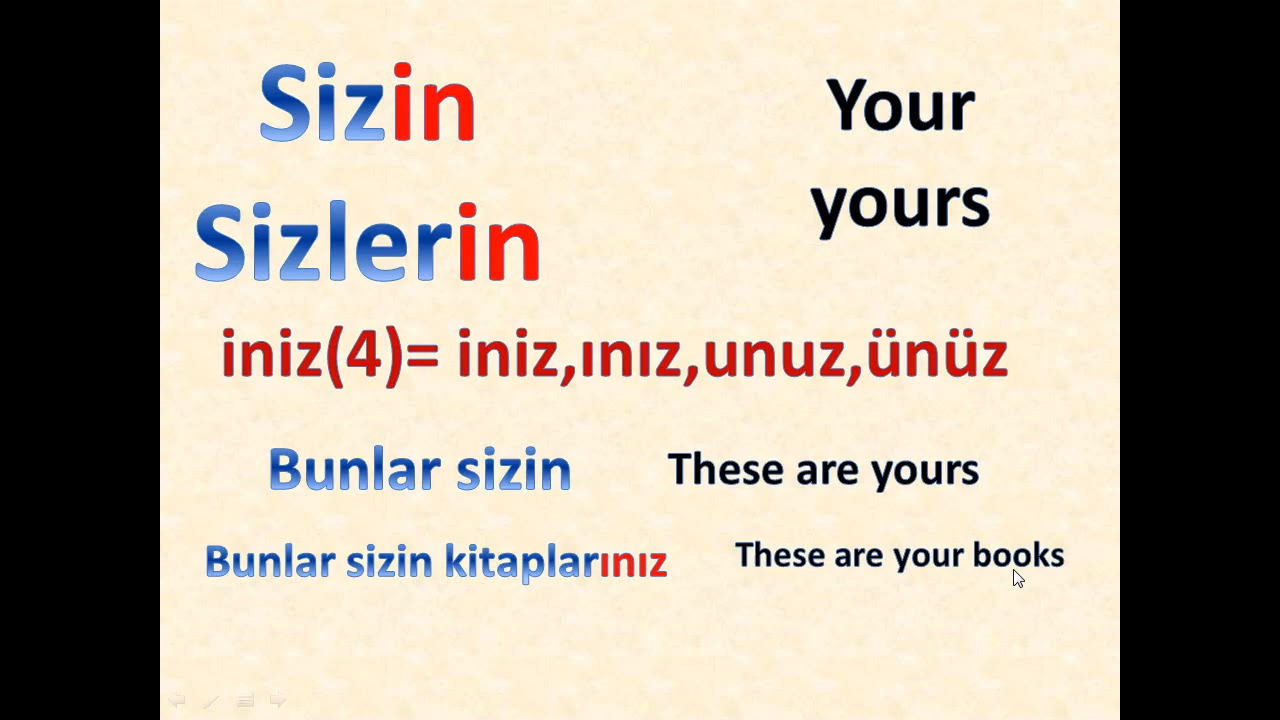 Sizin
Your
Sizlerin
yours
iniz(4)= iniz,ınız,unuz,ünüz
Bunlar sizin
These are yours
Bunlar sizin kitaplarınız
These are your books